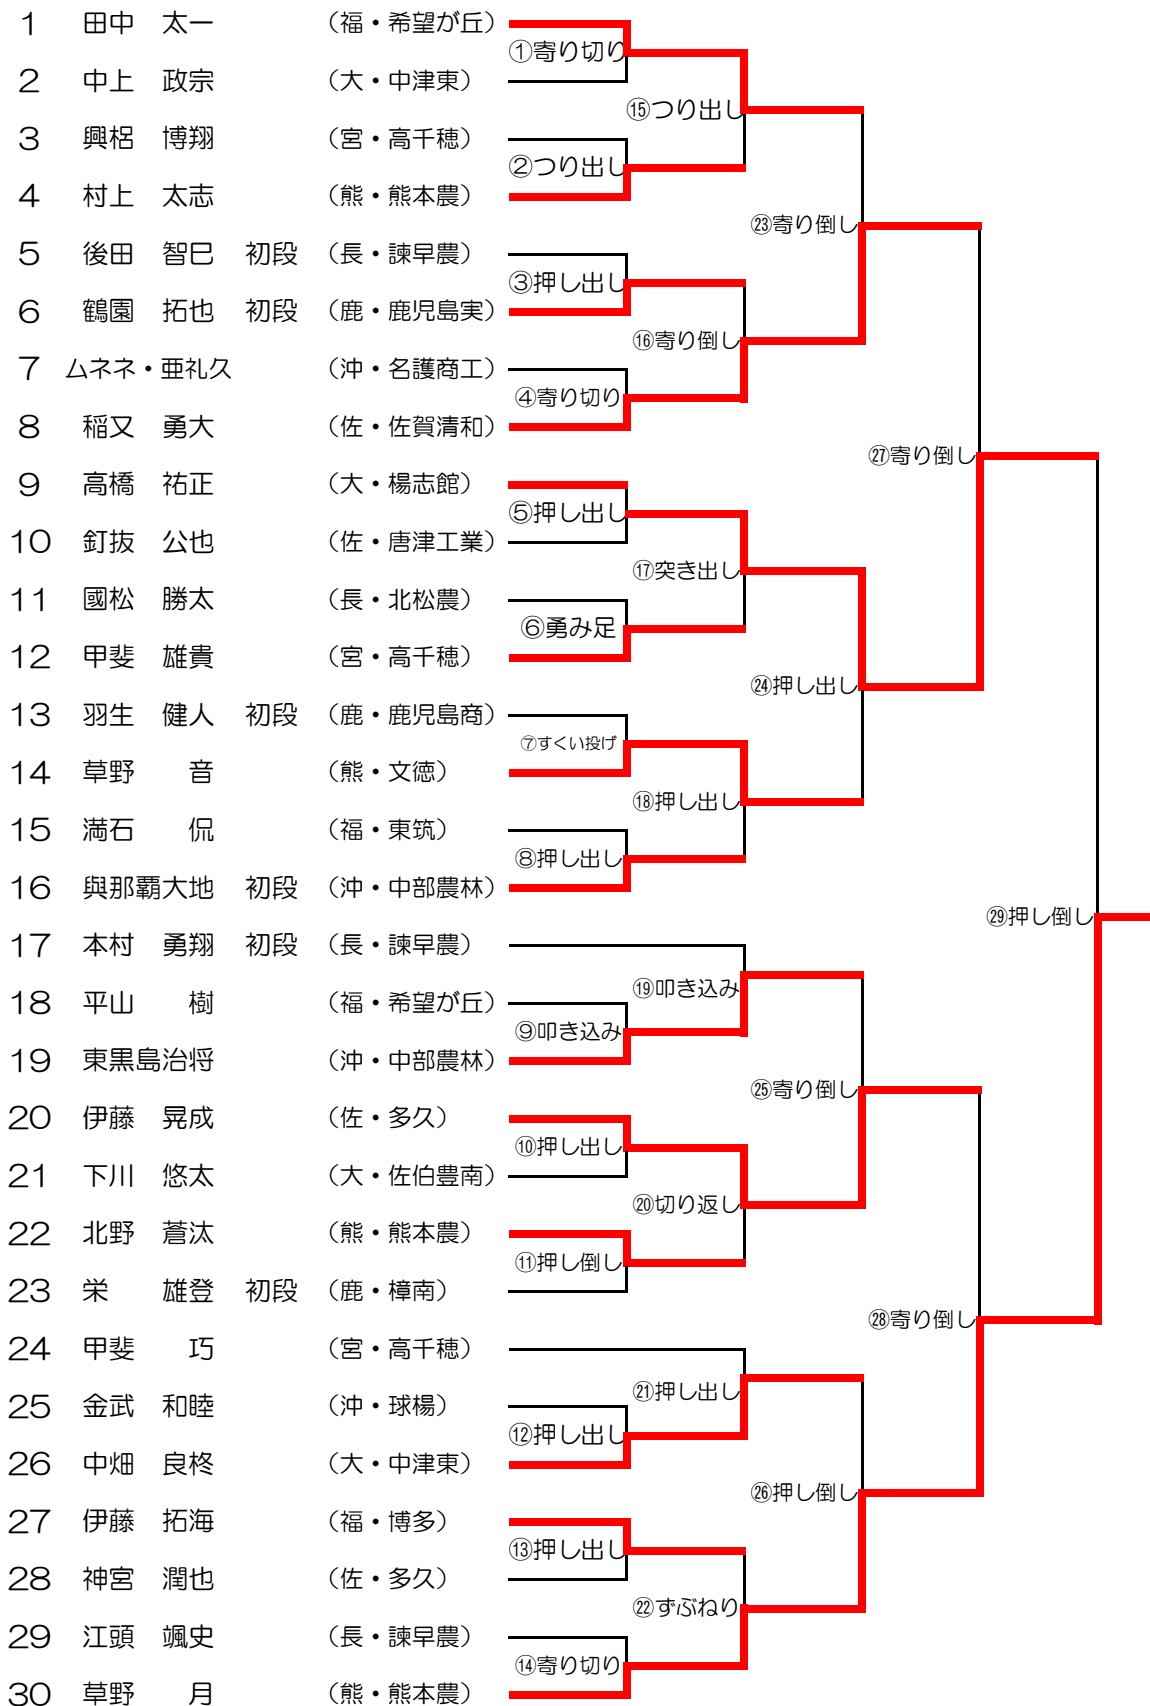 1 田中 太一 （福・希望が丘）
①寄り切り
2 中上 政宗 （大・中津東）
⑮つり出し
3 興梠 博翔 （宮・高千穂）
②つり出し
4 村上 太志 （熊・熊本農）
㉓寄り倒し
5 後田 智巳 初段 （長・諫早農）
③押し出し
6 鶴園 拓也 初段 （鹿・鹿児島実）
⑯寄り倒し
7 ムネネ・亜礼久 （沖・名護商工）
④寄り切り
8 稲又 勇大 （佐・佐賀清和）
㉗寄り倒し
9 高橋 祐正 （大・楊志館）
⑤押し出し
10 釘抜 公也 （佐・唐津工業）
⑰突き出し
11 國松 勝太 （長・北松農）
⑥勇み足
12 甲斐 雄貴 （宮・高千穂）
㉔押し出し
13 羽生 健人 初段 （鹿・鹿児島商）
⑦すくい投げ
14 草野 音 （熊・文徳）
⑱押し出し
15 満石 侃 （福・東筑）
⑧押し出し
16 與那覇大地 初段 （沖・中部農林）
㉙押し倒し
17 本村 勇翔 初段 （長・諫早農）
⑲叩き込み
18 平山 樹 （福・希望が丘）
⑨叩き込み
19 東黒島治将 （沖・中部農林）
㉕寄り倒し
20 伊藤 晃成 （佐・多久）
⑩押し出し
21 下川 悠太 （大・佐伯豊南）
⑳切り返し
22 北野 蒼汰 （熊・熊本農）
⑪押し倒し
23 栄 雄登 初段 （鹿・樟南）
㉘寄り倒し
24 甲斐 巧 （宮・高千穂）
㉑押し出し
25 金武 和睦 （沖・球楊）
⑫押し出し
26 中畑 良柊 （大・中津東）
㉖押し倒し
27 伊藤 拓海 （福・博多）
⑬押し出し
28 神宮 潤也 （佐・多久）
㉒ずぶねり
29 江頭 颯史 （長・諫早農）
⑭寄り切り
30 草野 月 （熊・熊本農）